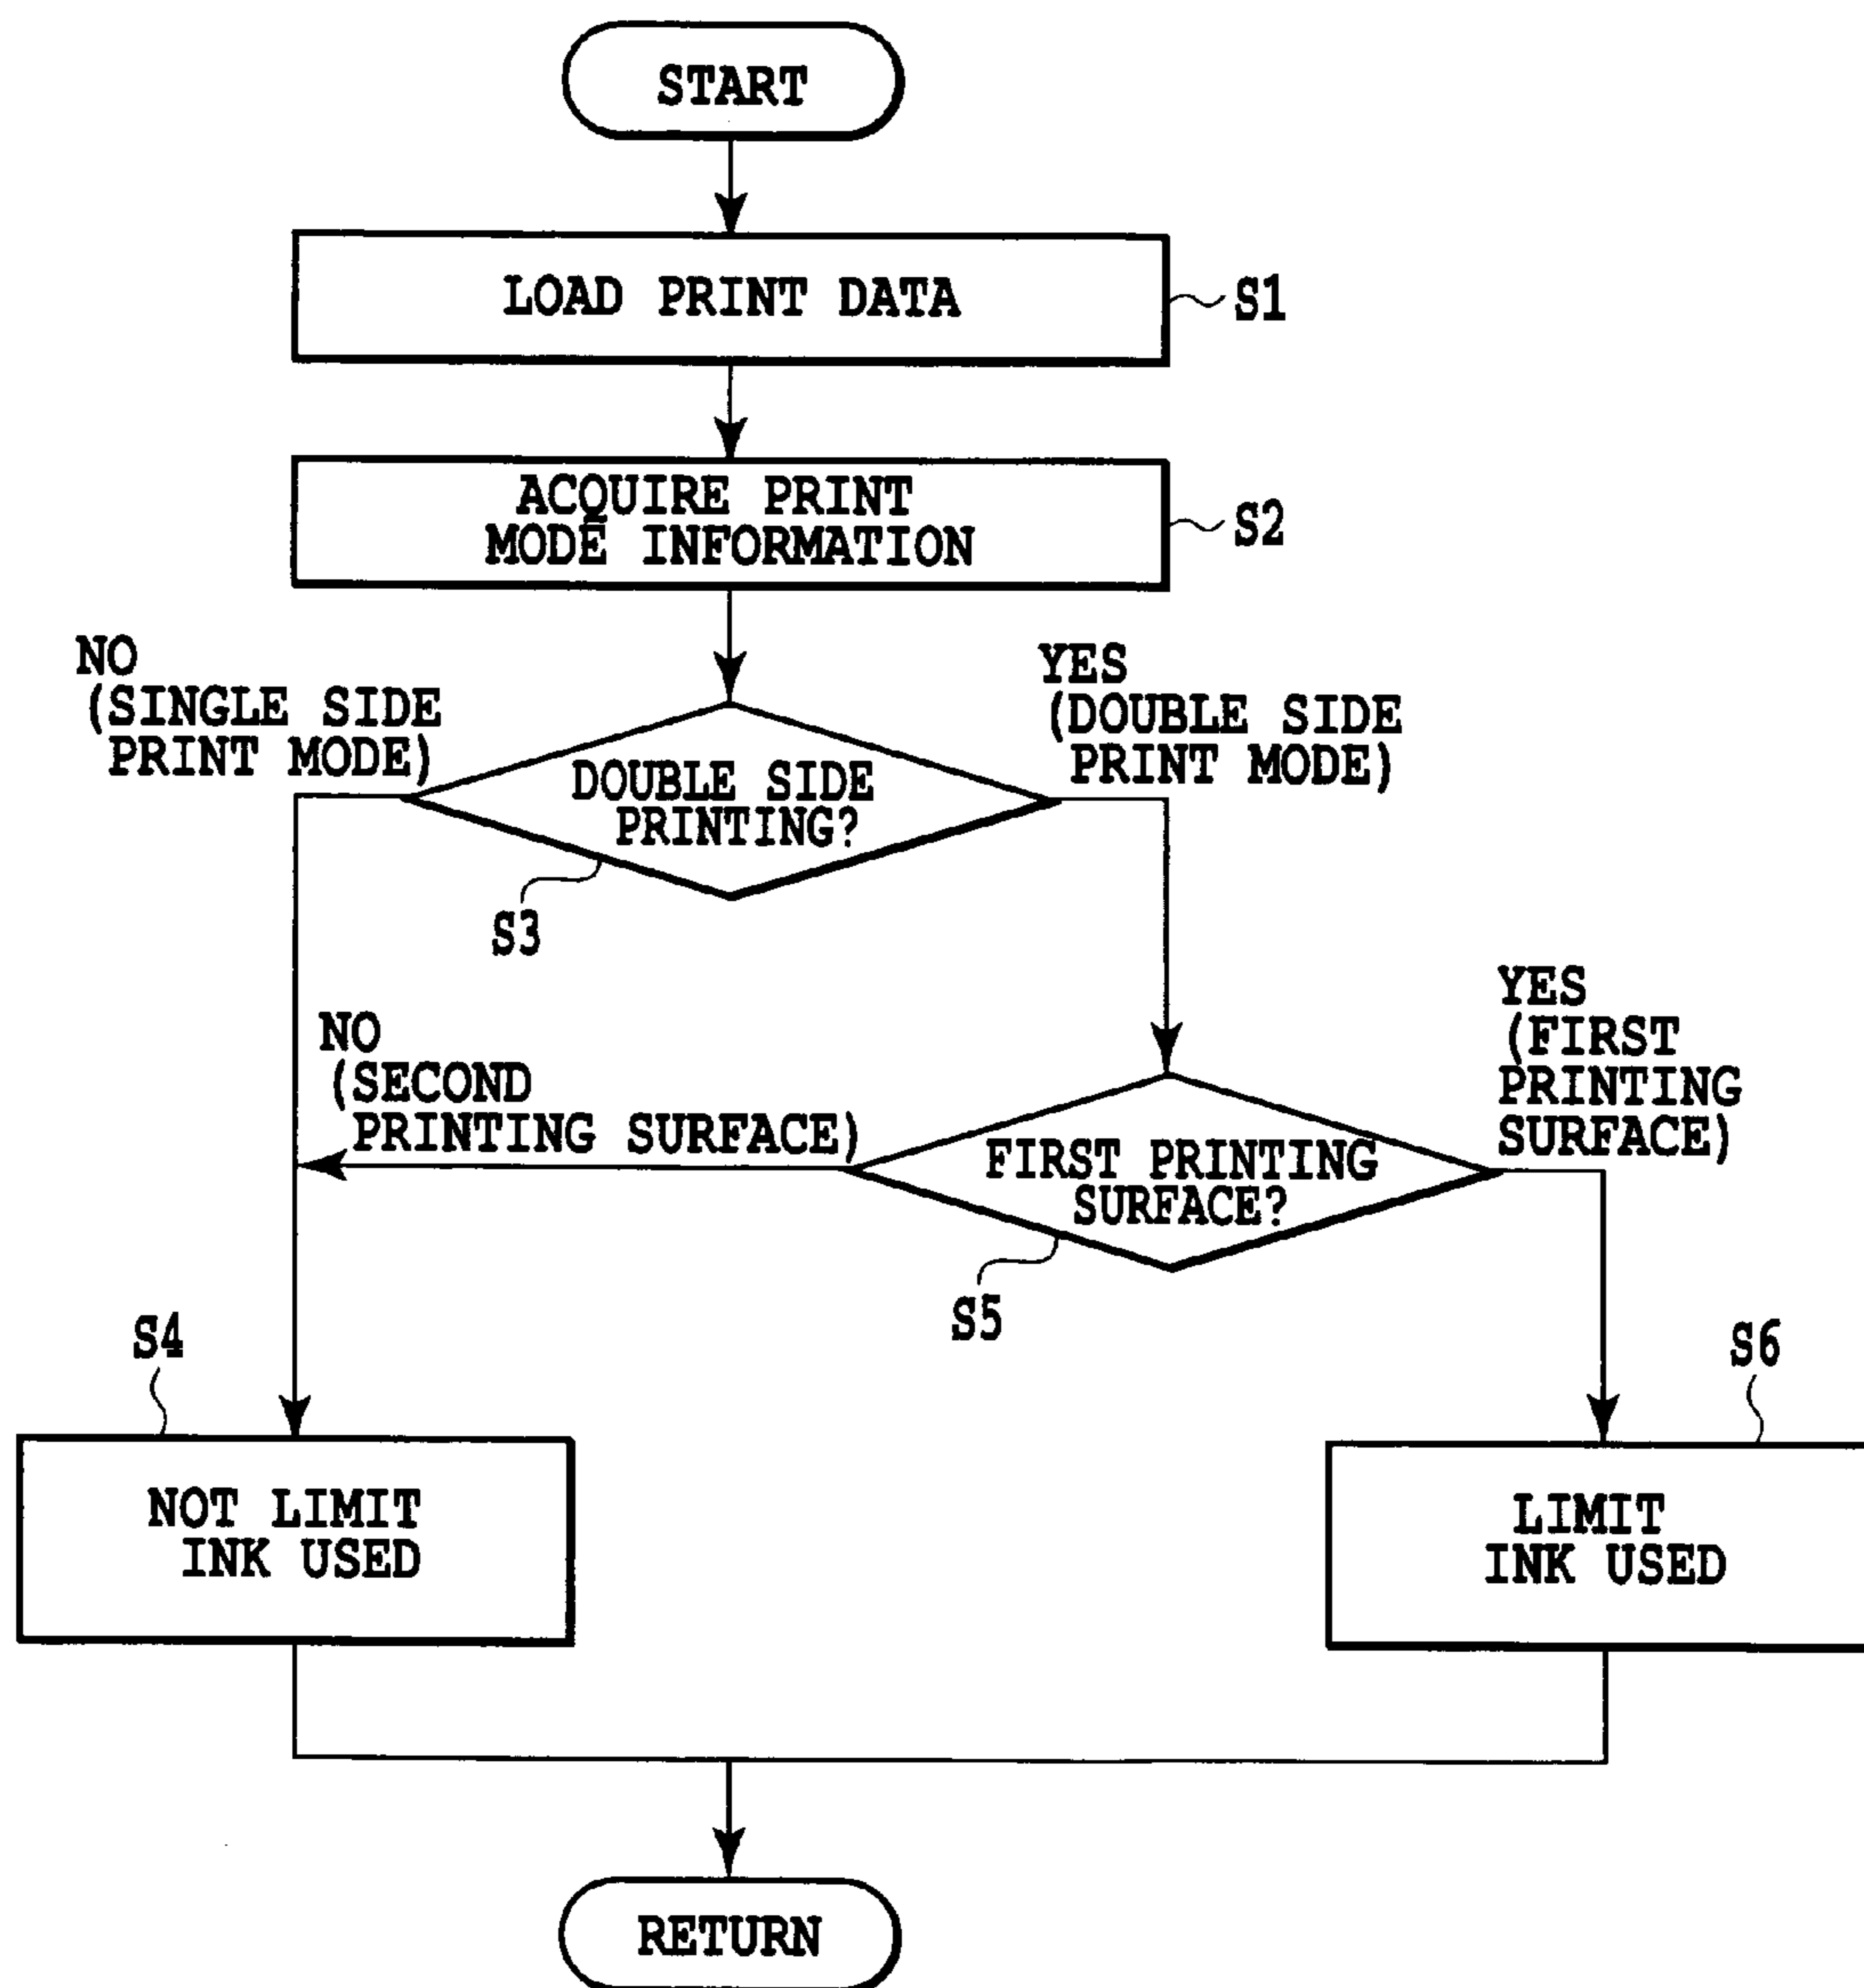 START
LOAD PRINT DATA
S1
ACQUIRE PRINT
MODE INFORMATION
S2
NO
(SINGLE SIDE
PRINT MODE)
YES
(DOUBLE SIDE
PRINT MODE)
DOUBLE SIDE
PRINTING?
S3
NO
(SECOND
PRINTING SURFACE)
YES
(FIRST
PRINTING
SURFACE)
FIRST PRINTING
SURFACE?
S5
S4
S6
NOT LIMIT
INK USED
LIMIT
INK USED
RETURN